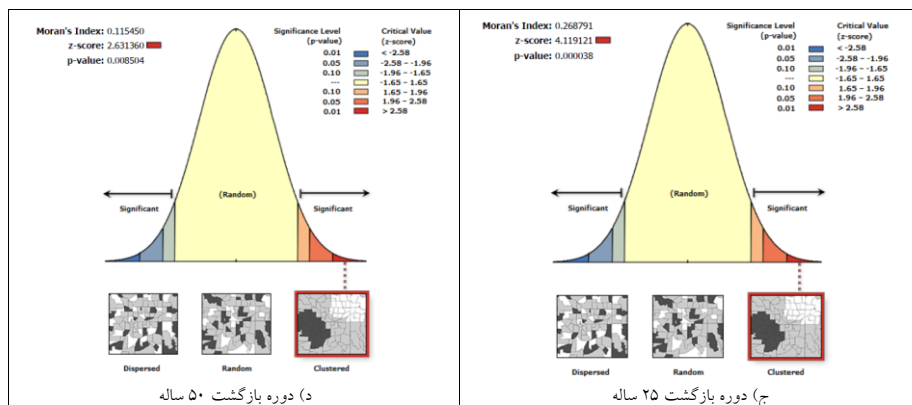 Moran's Index: 0.115450
z-score: 2.631360
p-value: 0.008504
Significance Level (p-value) Critical Value (z-score)
0.01 < -2.58
0.05 -2.58 - -1.96
0.10 -1.96 - -1.65
--- -1.65 - 1.65
0.10 1.65 - 1.96
0.05 1.96 - 2.58
0.01 > 2.58
(Random)
Significant Significant
Dispersed Random Clustered
د) دوره بازگشت ۵۰ ساله
Moran's Index: 0.268791
z-score: 4.119121
p-value: 0.000038
Significance Level (p-value) Critical Value (z-score)
0.01 < -2.58
0.05 -2.58 - -1.96
0.10 -1.96 - -1.65
--- -1.65 - 1.65
0.10 1.65 - 1.96
0.05 1.96 - 2.58
0.01 > 2.58
(Random)
Significant Significant
Dispersed Random Clustered
ج) دوره بازگشت ۲۵ ساله